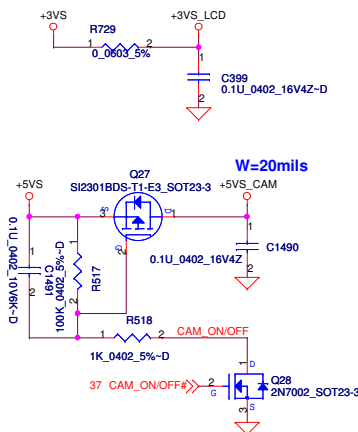 +3VS
+3VS_LCD
R729
1
2
0_0603_5%
1
2
C399
0.1U_0402_16V4Z~D
Q27
SI2301BDS-T1-E3_SOT23-3
W=20mils
+5VS
+5VS_CAM
3
S
D
1
G
2
0.1U_0402_10V6K~D
C1491
1
2
1
2
100K_0402_5%~D
R517
1
2
C1490
0.1U_0402_16V4Z
R518
1
2
1K_0402_5%~D
CAM_ON/OFF
37 CAM_ON/OFF#
2
G
1
D
S
3
Q28
2N7002_SOT23-3